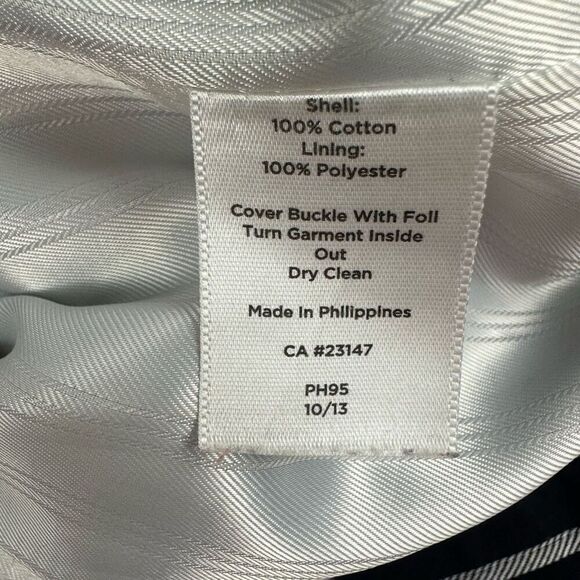 Shell:
100% Cotton
Lining:
100% Polyester
Cover Buckle With Foil
Turn Garment Inside
Out
Dry Clean
Made In Philippines
CA #23147
PH95
10/13